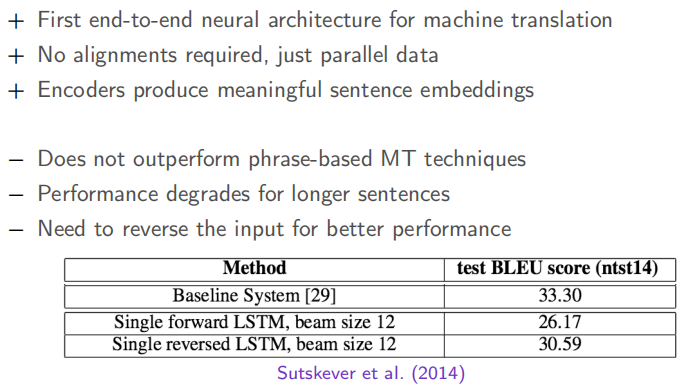 + First end-to-end neural architecture for machine translation
+ No alignments required, just parallel data
+ Encoders produce meaningful sentence embeddings
− Does not outperform phrase-based MT techniques
− Performance degrades for longer sentences
− Need to reverse the input for better performance
Method test BLEU score (ntst14)
Baseline System [29] 33.30
Single forward LSTM, beam size 12 26.17
Single reversed LSTM, beam size 12 30.59
Sutskever et al. (2014)